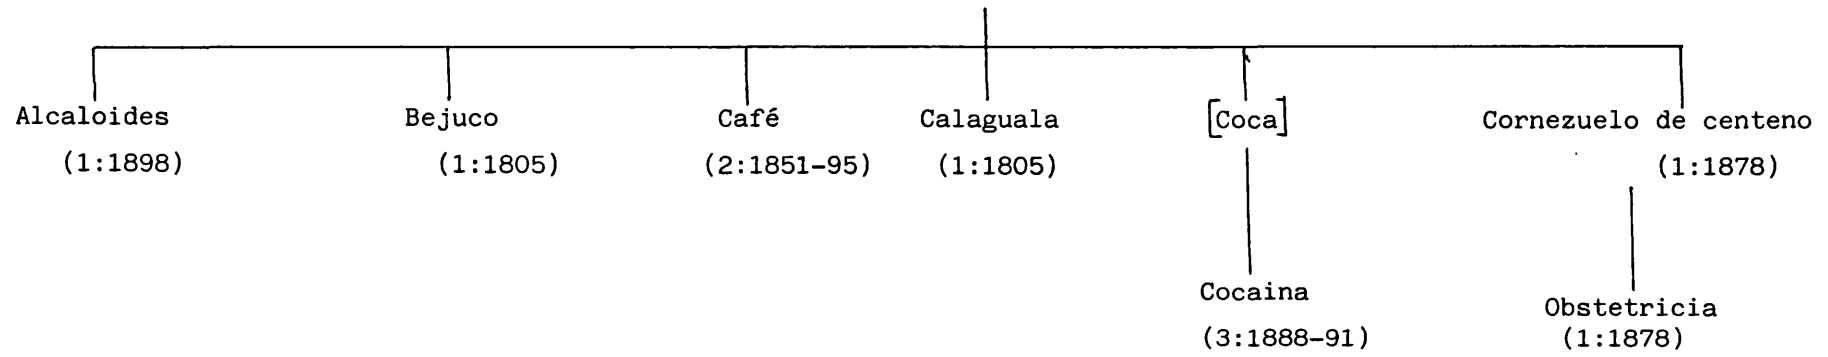 Alcaloides Bejuco Café Calaguala [Coca] Cornezuelo de centeno
(1:1898) (1:1805) (2:1851-95) (1:1805) (1:1878)
Cocaina Obstetricia
(3:1888-91) (1:1878)